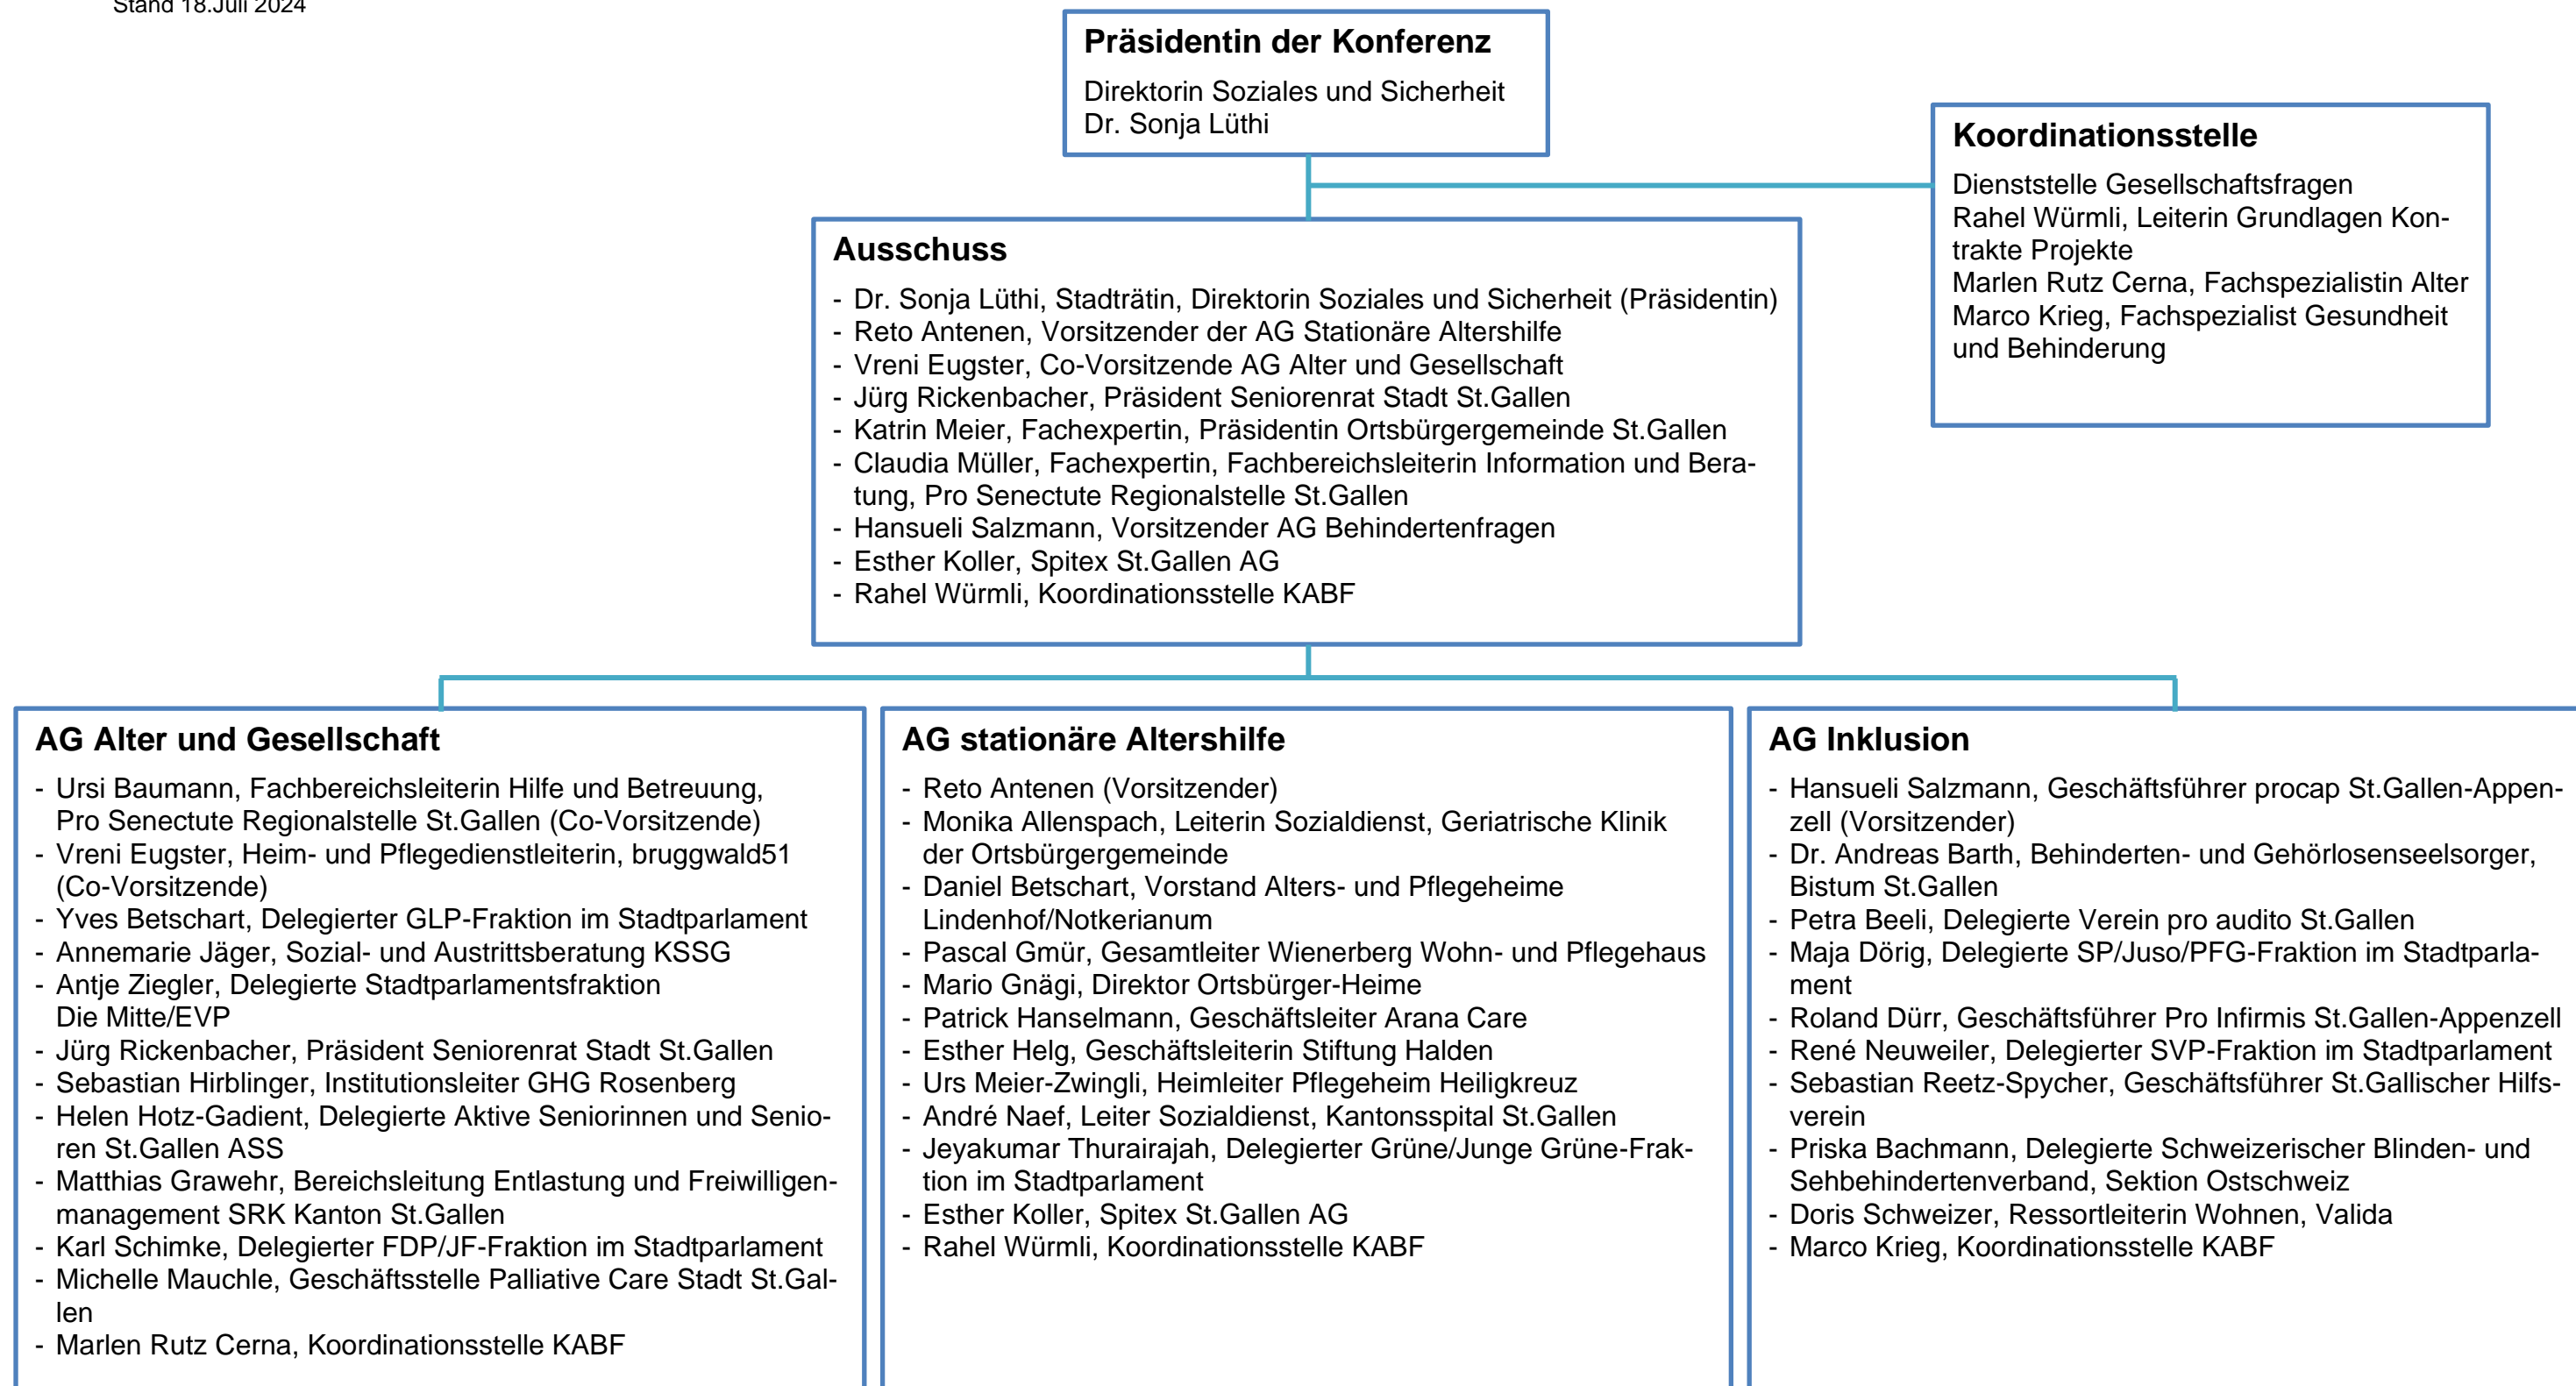 Stand 18.Juli 2024
Präsidentin der Konferenz
Direktorin Soziales und Sicherheit
Dr. Sonja Lüthi
Koordinationsstelle
Dienststelle Gesellschaftsfragen
Rahel Würmli, Leiterin Grundlagen Kon-
trakte Projekte
Marlen Rutz Cerna, Fachspezialistin Alter
Marco Krieg, Fachspezialist Gesundheit
und Behinderung
Ausschuss
- Dr. Sonja Lüthi, Stadträtin, Direktorin Soziales und Sicherheit (Präsidentin)
- Reto Antenen, Vorsitzender der AG Stationäre Altershilfe
- Vreni Eugster, Co-Vorsitzende AG Alter und Gesellschaft
- Jürg Rickenbacher, Präsident Seniorenrat Stadt St.Gallen
- Katrin Meier, Fachexpertin, Präsidentin Ortsbürgergemeinde St.Gallen
- Claudia Müller, Fachexpertin, Fachbereichsleiterin Information und Bera-
tung, Pro Senectute Regionalstelle St.Gallen
- Hansueli Salzmann, Vorsitzender AG Behindertenfragen
- Esther Koller, Spitex St.Gallen AG
- Rahel Würmli, Koordinationsstelle KABF
AG Alter und Gesellschaft
- Ursi Baumann, Fachbereichsleiterin Hilfe und Betreuung,
Pro Senectute Regionalstelle St.Gallen (Co-Vorsitzende)
- Vreni Eugster, Heim- und Pflegedienstleiterin, bruggwald51
(Co-Vorsitzende)
- Yves Betschart, Delegierter GLP-Fraktion im Stadtparlament
- Annemarie Jäger, Sozial- und Austrittsberatung KSSG
- Antje Ziegler, Delegierte Stadtparlamentsfraktion
Die Mitte/EVP
- Jürg Rickenbacher, Präsident Seniorenrat Stadt St.Gallen
- Sebastian Hirblinger, Institutionsleiter GHG Rosenberg
- Helen Hotz-Gadient, Delegierte Aktive Seniorinnen und Senio-
ren St.Gallen ASS
- Matthias Grawehr, Bereichsleitung Entlastung und Freiwilligen-
management SRK Kanton St.Gallen
- Karl Schimke, Delegierter FDP/JF-Fraktion im Stadtparlament
- Michelle Mauchle, Geschäftsstelle Palliative Care Stadt St.Gal-
len
- Marlen Rutz Cerna, Koordinationsstelle KABF
AG stationäre Altershilfe
- Reto Antenen (Vorsitzender)
- Monika Allenspach, Leiterin Sozialdienst, Geriatrische Klinik
der Ortsbürgergemeinde
- Daniel Betschart, Vorstand Alters- und Pflegeheime
Lindenhof/Notkerianum
- Pascal Gmür, Gesamtleiter Wienerberg Wohn- und Pflegehaus
- Mario Gnägi, Direktor Ortsbürger-Heime
- Patrick Hanselmann, Geschäftsleiter Arana Care
- Esther Helg, Geschäftsleiterin Stiftung Halden
- Urs Meier-Zwingli, Heimleiter Pflegeheim Heiligkreuz
- André Naef, Leiter Sozialdienst, Kantonsspital St.Gallen
- Jeyakumar Thurairajah, Delegierter Grüne/Junge Grüne-Frak-
tion im Stadtparlament
- Esther Koller, Spitex St.Gallen AG
- Rahel Würmli, Koordinationsstelle KABF
AG Inklusion
- Hansueli Salzmann, Geschäftsführer procap St.Gallen-Appen-
zell (Vorsitzender)
- Dr. Andreas Barth, Behinderten- und Gehörlosenseelsorger,
Bistum St.Gallen
- Petra Beeli, Delegierte Verein pro audito St.Gallen
- Maja Dörig, Delegierte SP/Juso/PFG-Fraktion im Stadtparla-
ment
- Roland Dürr, Geschäftsführer Pro Infirmis St.Gallen-Appenzell
- René Neuweiler, Delegierter SVP-Fraktion im Stadtparlament
- Sebastian Reetz-Spycher, Geschäftsführer St.Gallischer Hilfs-
verein
- Priska Bachmann, Delegierte Schweizerischer Blinden- und
Sehbehindertenverband, Sektion Ostschweiz
- Doris Schweizer, Ressortleiterin Wohnen, Valida
- Marco Krieg, Koordinationsstelle KABF